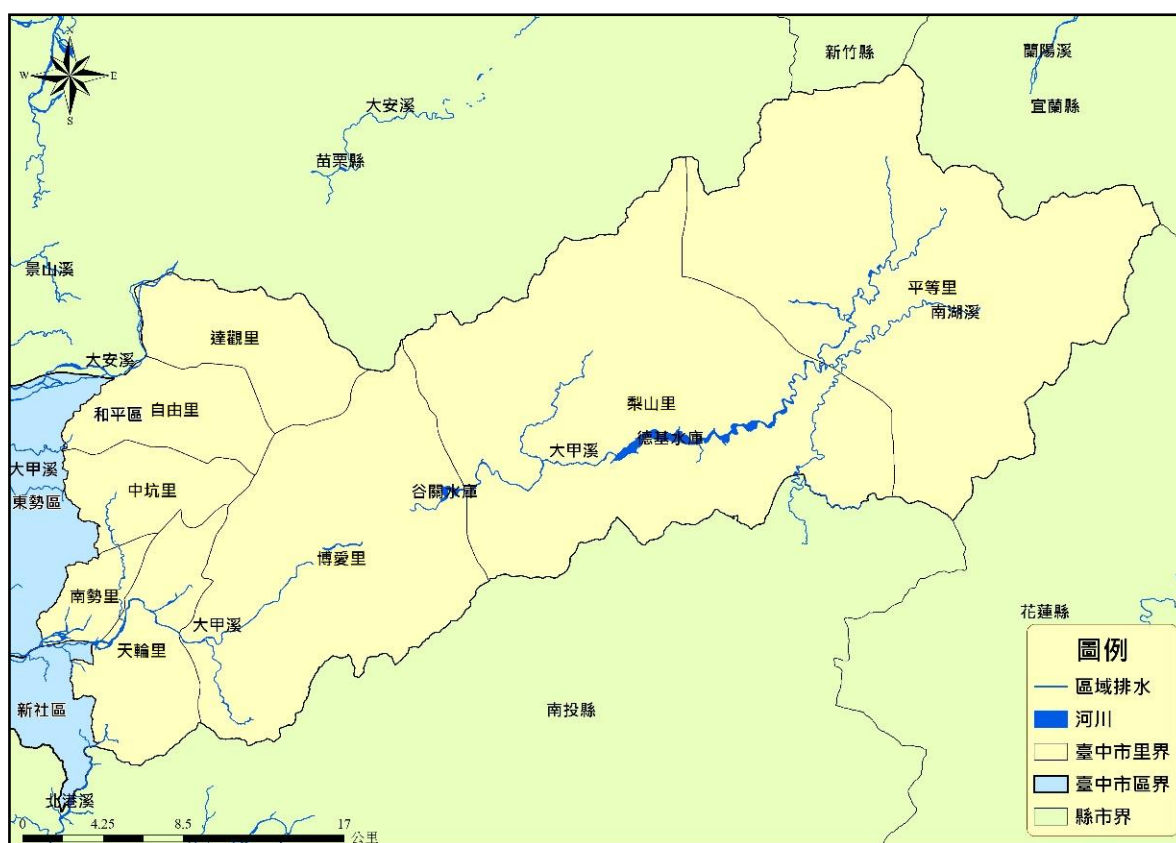 新竹縣
蘭陽溪
宜蘭縣
N
W
E
S
大安溪
苗栗縣
景山溪
平等里
南湖溪
達觀里
大安溪
和平區
自由里
梨山里
德基水庫
大甲溪
大甲溪
東勢區
中坑里
谷關水庫
博愛里
南勢里
大甲溪
天輪里
花蓮縣
新社區
南投縣
北港溪
圖例
區域排水
河川
臺中市里界
臺中市區界
縣市界
0 4.25 8.5 17
公里